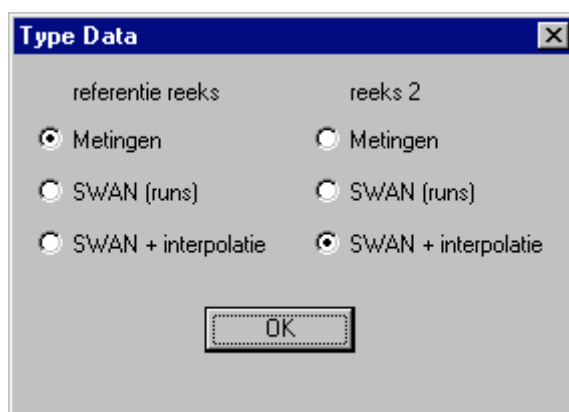 Type Data
referentie reeks reeks 2
Metingen Metingen
SWAN (runs) SWAN (runs)
SWAN + interpolatie SWAN + interpolatie
OK